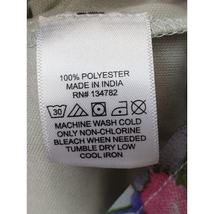 100% POLYESTER
MADE IN INDIA
RN# 134782
30
MACHINE WASH COLD
ONLY NON-CHLORINE
BLEACH WHEN NEEDED
TUMBLE DRY LOW
COOL IRON